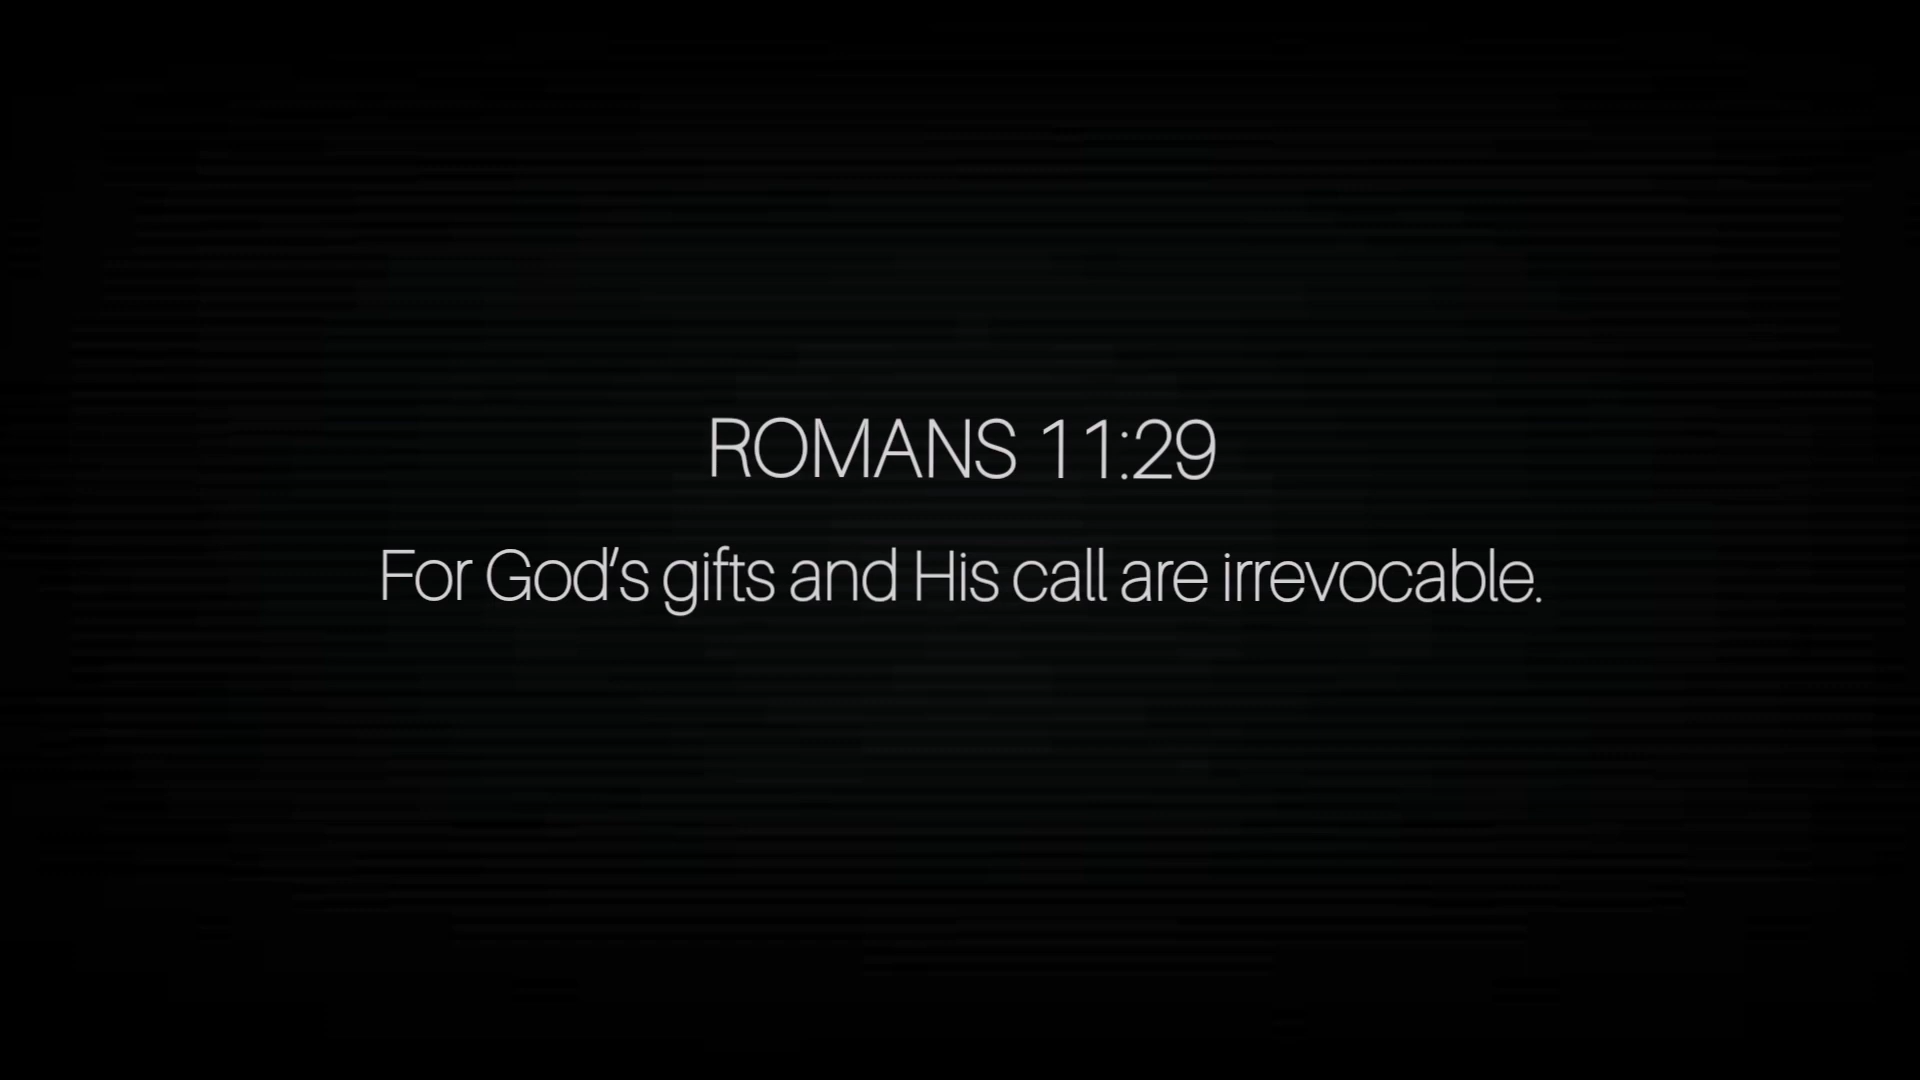 ROMANS 11:29
For God’s gifts and His call are irrevocable.